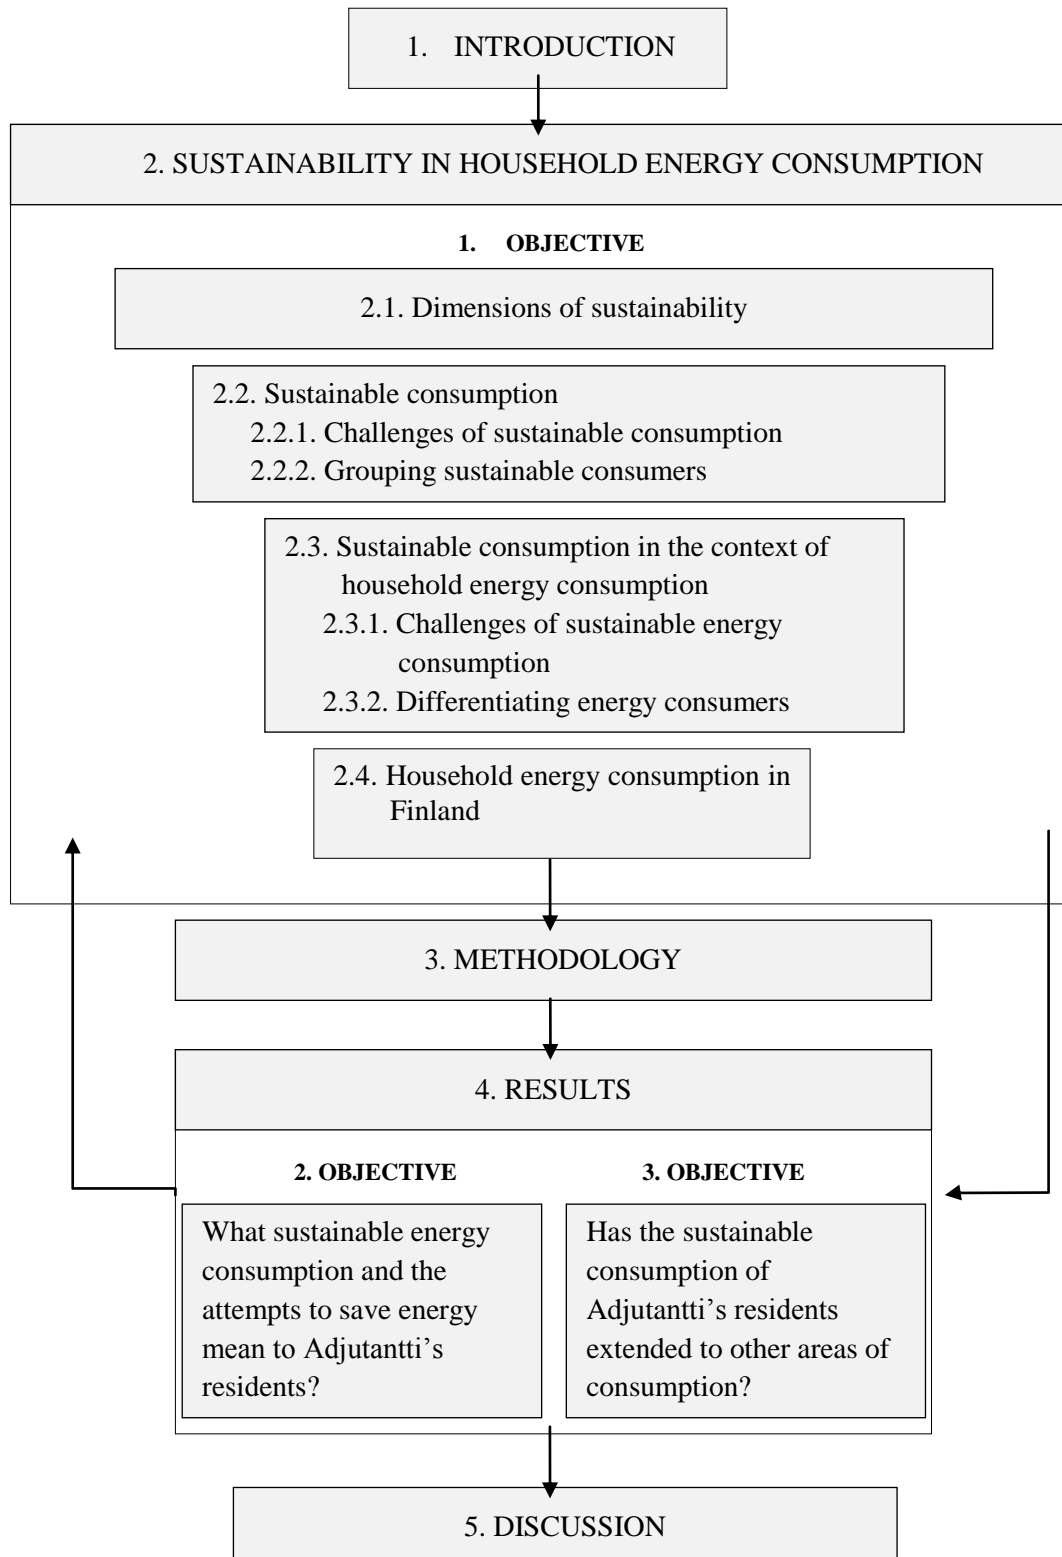 1. INTRODUCTION
2. SUSTAINABILITY IN HOUSEHOLD ENERGY CONSUMPTION
1. OBJECTIVE
2.1. Dimensions of sustainability
2.2. Sustainable consumption
2.2.1. Challenges of sustainable consumption
2.2.2. Grouping sustainable consumers
2.3. Sustainable consumption in the context of
household energy consumption
2.3.1. Challenges of sustainable energy
consumption
2.3.2. Differentiating energy consumers
2.4. Household energy consumption in
Finland
3. METHODOLOGY
4. RESULTS
2. OBJECTIVE
What sustainable energy
consumption and the
attempts to save energy
mean to Adjutantti’s
residents?
3. OBJECTIVE
Has the sustainable
consumption of
Adjutantti’s residents
extended to other areas of
consumption?
5. DISCUSSION